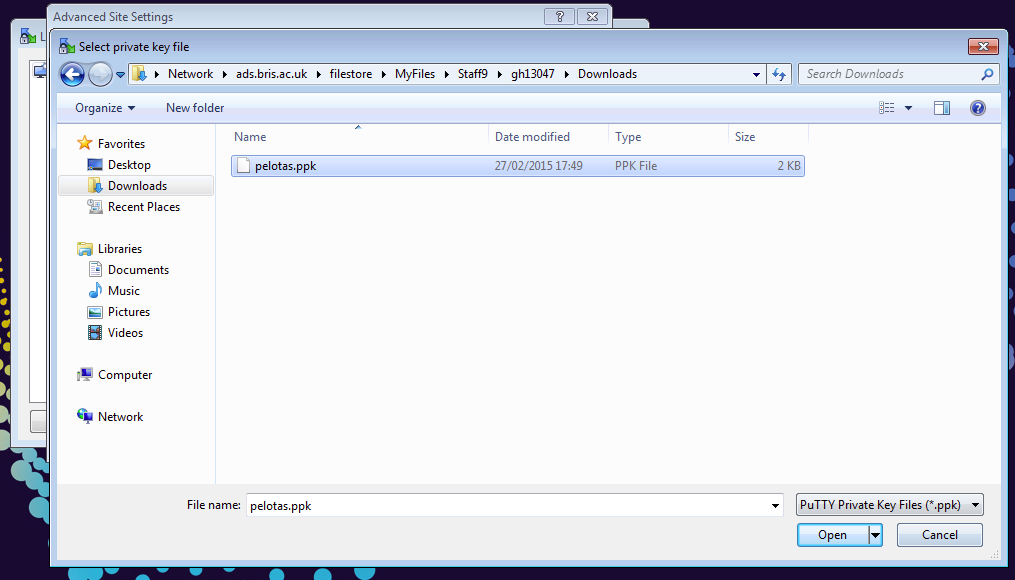 Advanced Site Settings
L
Select private key file
Network ads.bris.ac.uk filestore MyFiles Staff9 gh13047 Downloads
Search Downloads
Organize New folder
Name Date modified Type Size
pelotas.ppk 27/02/2015 17:49 PPK File 2 KB
Favorites
Desktop
Downloads
Recent Places
Libraries
Documents
Music
Pictures
Videos
Computer
Network
File name: pelotas.ppk PuTTY Private Key Files (*.ppk)
Open Cancel